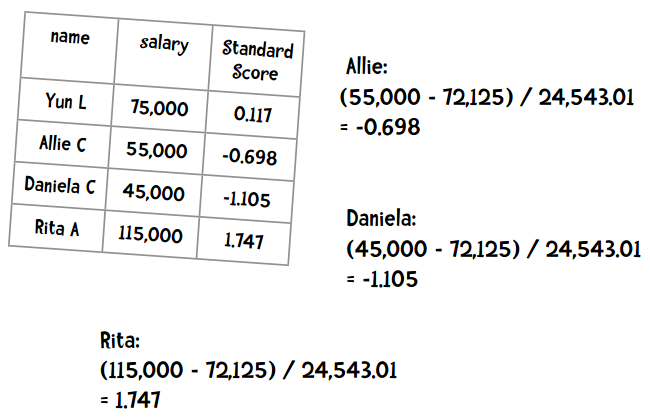 name salary Standard Score
Yun L 75,000 0.117
Allie C 55,000 -0.698
Daniela C 45,000 -1.105
Rita A 115,000 1.747
Allie:
(55,000 - 72,125) / 24,543.01
= -0.698
Daniela:
(45,000 - 72,125) / 24,543.01
= -1.105
Rita:
(115,000 - 72,125) / 24,543.01
= 1.747